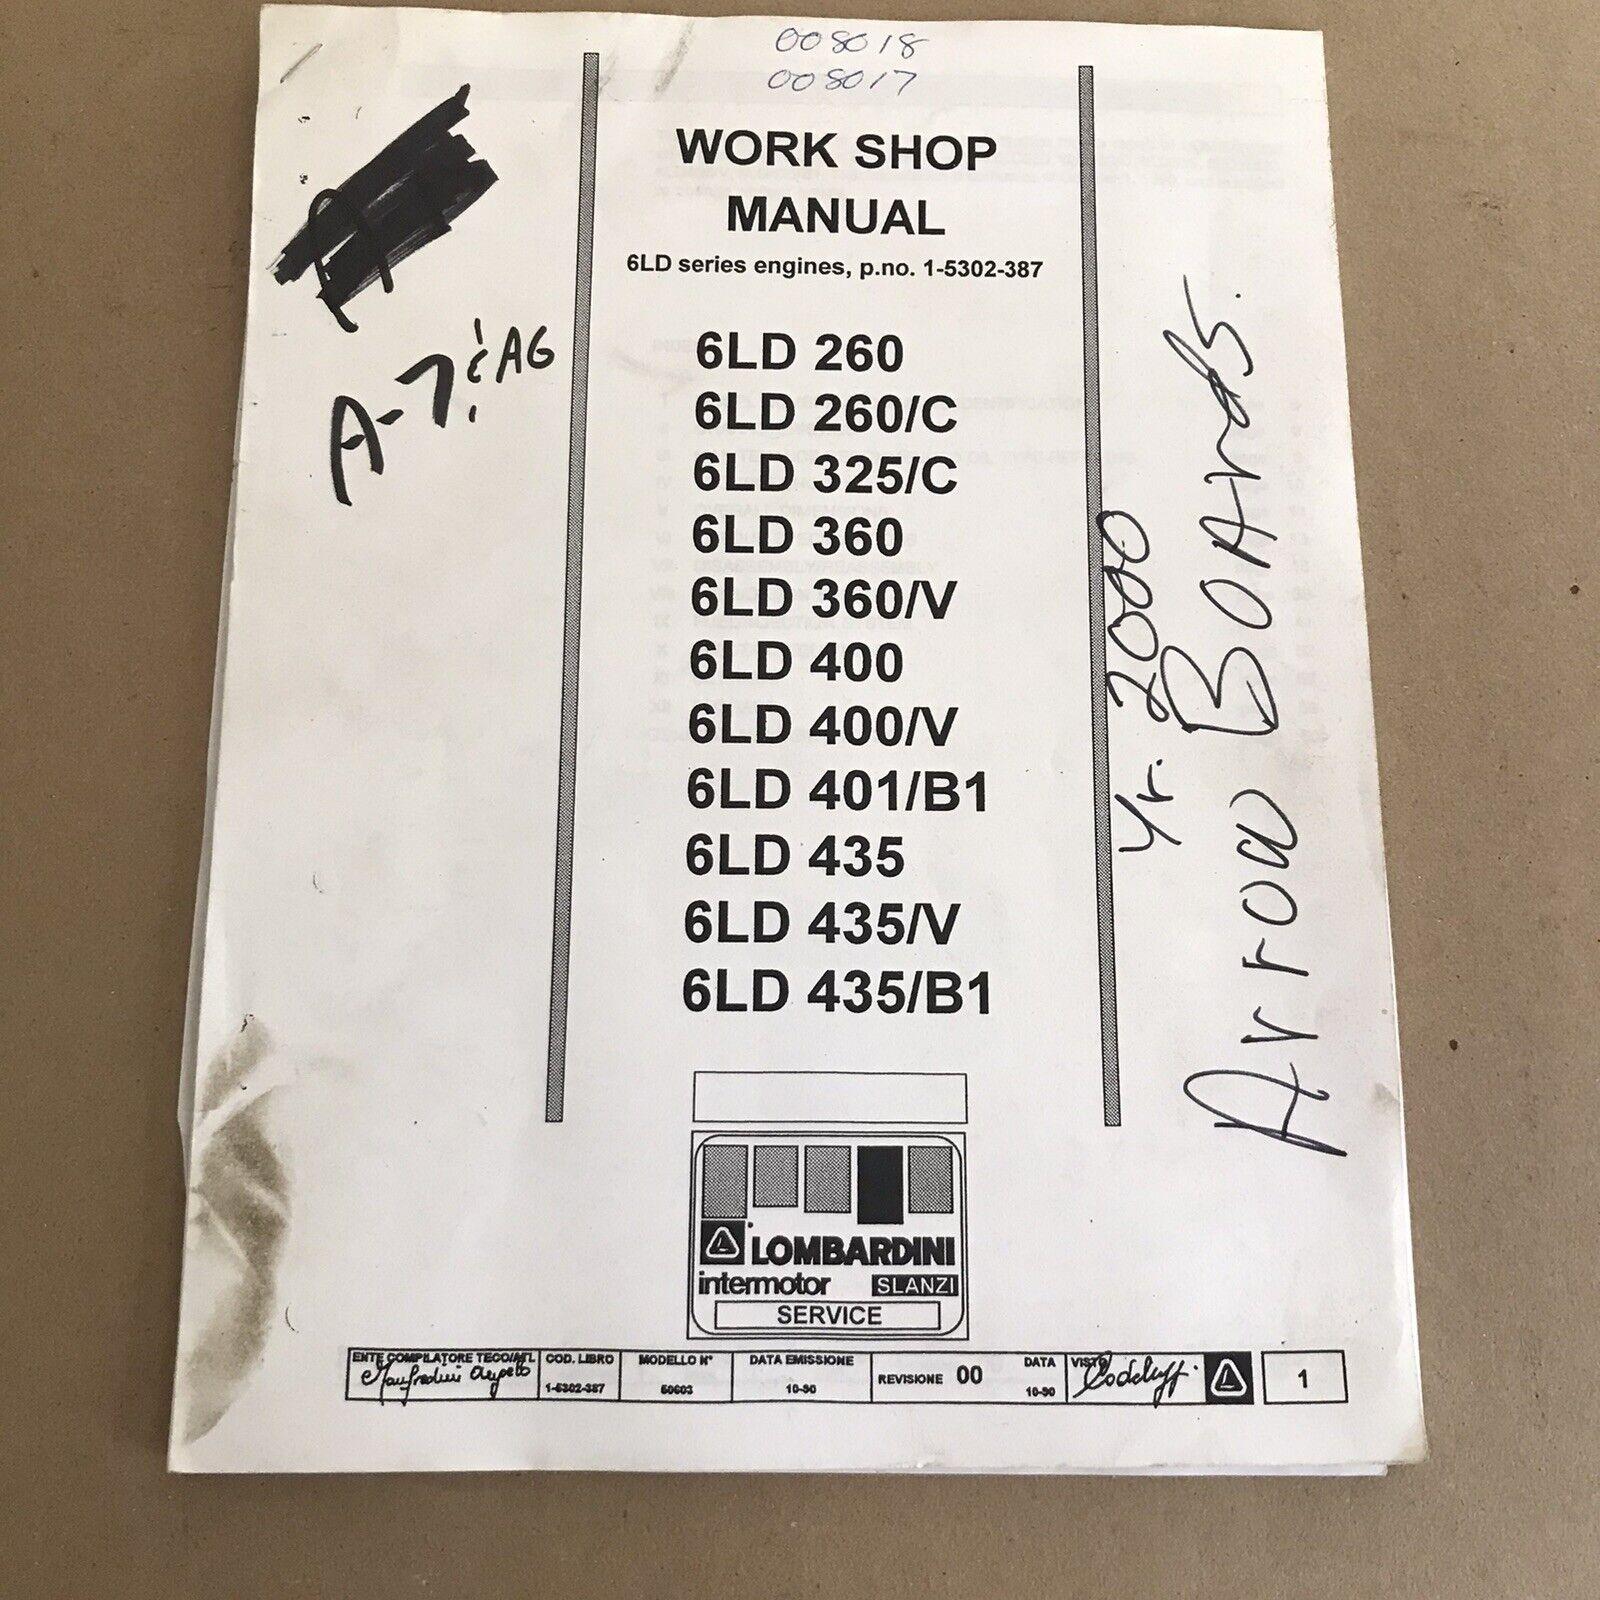 008018
008017
WORK SHOP
MANUAL
6LD series engines, p.no. 1-5302-387
A-7 & AG
6LD 260
6LD 260/C
6LD 325/C
6LD 360
6LD 360/V
6LD 400
6LD 400/V
6LD 401/B1
6LD 435
6LD 435/V
6LD 435/B1
Yr. 2000
Arrow BOArds.
LOMBARDINI
intermotor SLANZI
SERVICE
ENTE COMPILATORE TECO/ATL
COD. LIBRO
1-5302-387
MODELLO N°
50603
DATA EMISSIONE
10-90
REVISIONE 00
DATA
10-90
VISTO
1